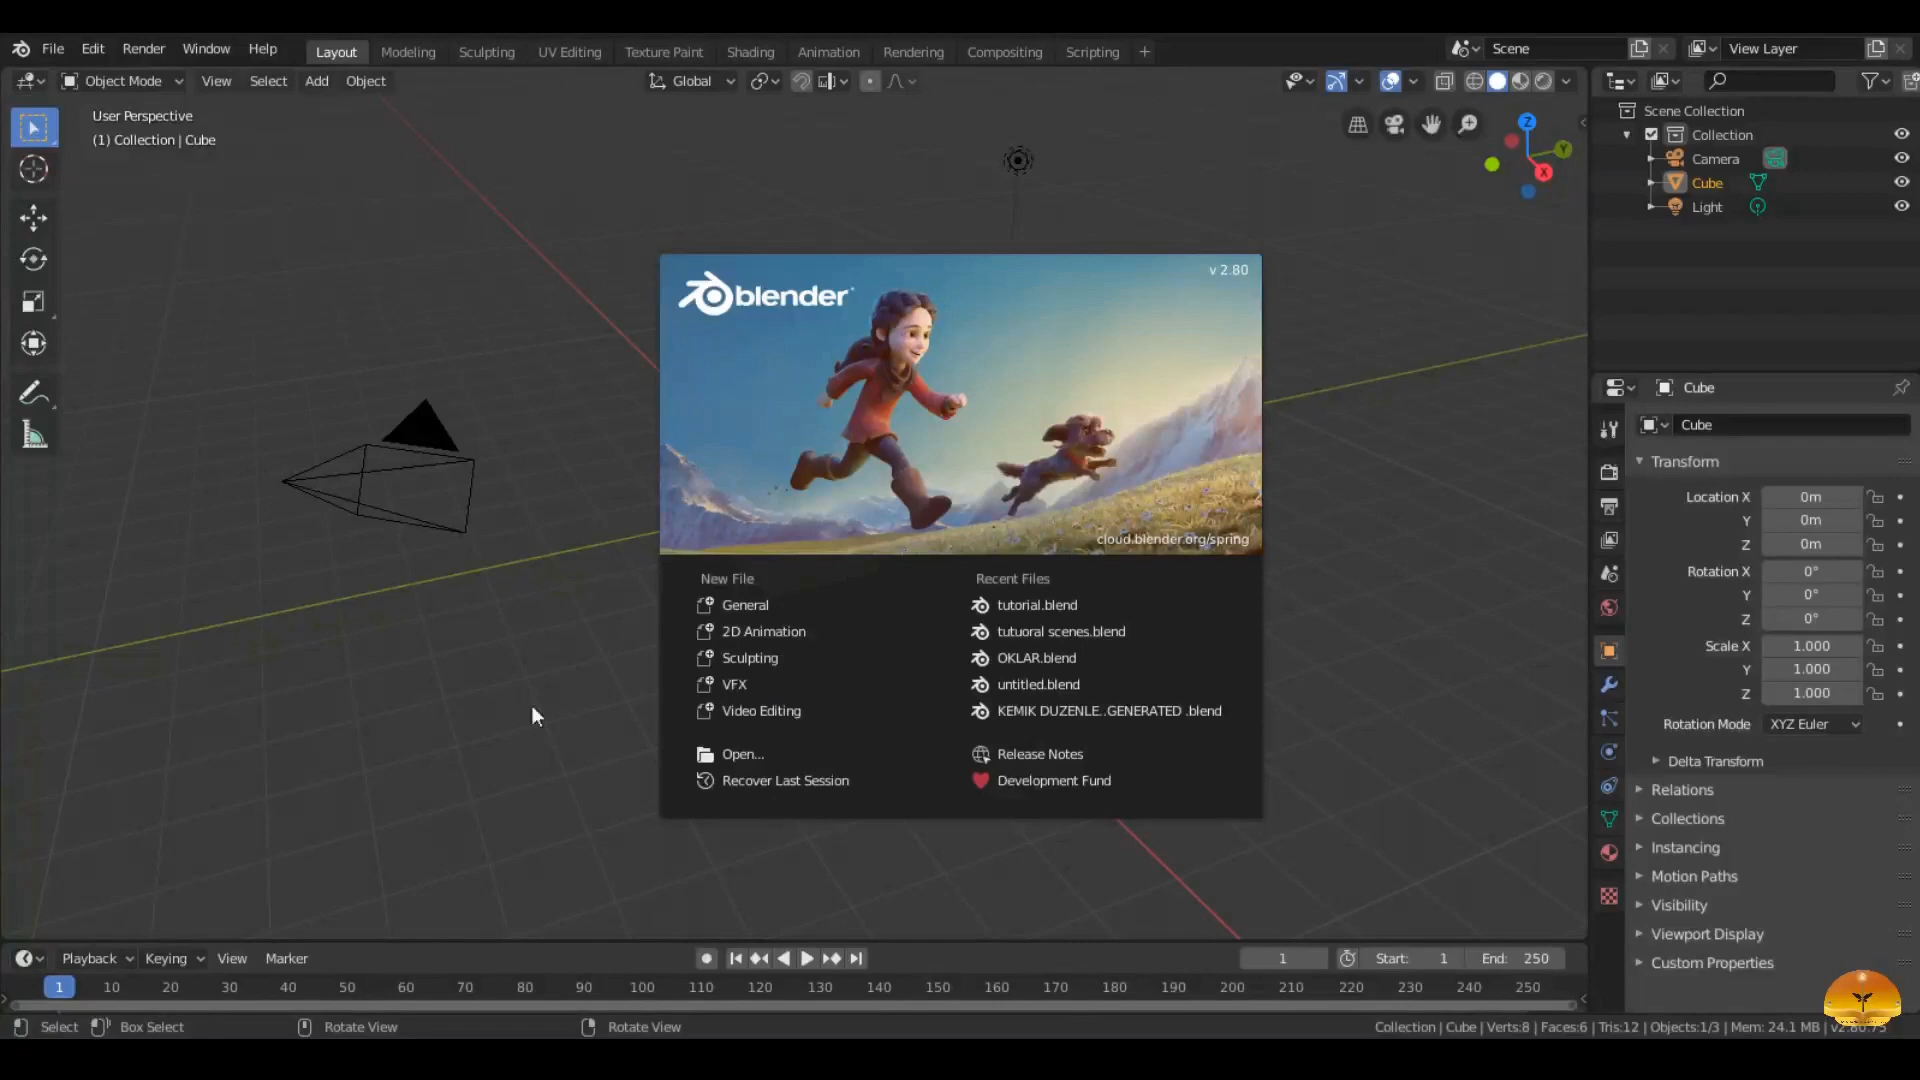 File Edit Render Window Help Layout Modeling Sculpting UV Editing Texture Paint Shading Animation Rendering Compositing Scripting + Scene View Layer
Object Mode View Select Add Object Global
User Perspective
(1) Collection | Cube
Z
Y
X
Scene Collection
Collection
Camera
Cube
Light
blender
v 2.80
cloud.blender.org/spring
New File
General
2D Animation
Sculpting
VFX
Video Editing
Open...
Recover Last Session
Recent Files
tutorial.blend
tutuoral scenes.blend
OKLAR.blend
untitled.blend
KEMIK DUZENLE..GENERATED .blend
Release Notes
Development Fund
Cube
Cube
Transform
Location X 0m
Y 0m
Z 0m
Rotation X 0°
Y 0°
Z 0°
Scale X 1.000
Y 1.000
Z 1.000
Rotation Mode XYZ Euler
Delta Transform
Relations
Collections
Instancing
Motion Paths
Visibility
Viewport Display
Custom Properties
Playback Keying View Marker 1 Start: 1 End: 250
1 10 20 30 40 50 60 70 80 90 100 110 120 130 140 150 160 170 180 190 200 210 220 230 240 250
Select Box Select Rotate View Rotate View Collection | Cube | Verts:8 | Faces:6 | Tris:12 | Objects:1/3 | Mem: 24.1 MB | v2.80.75